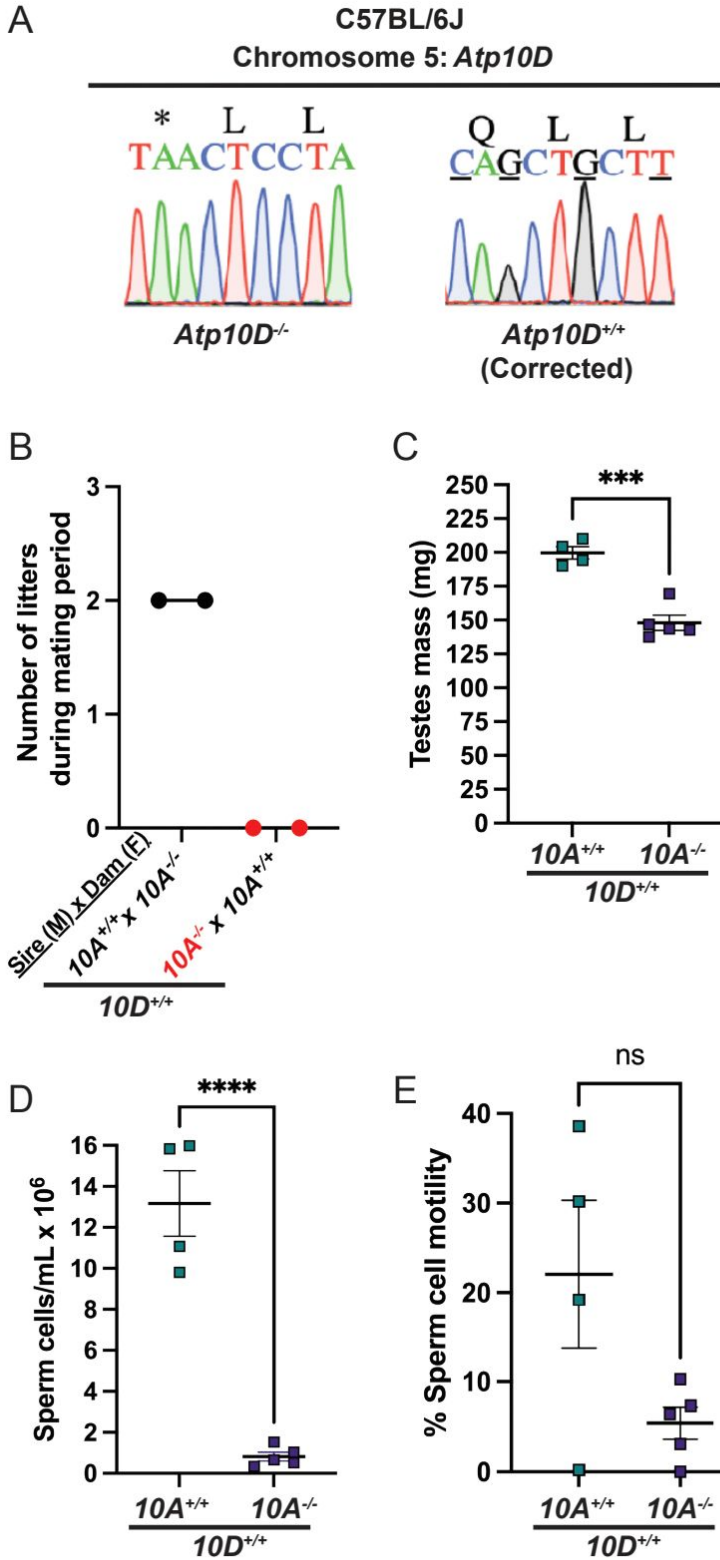 A
C57BL/6J
Chromosome 5: Atp10D
* L L
TAACTCCTA
Q L L
CAGCTGCTT
Atp10D-/-
Atp10D+/+
(Corrected)
B
Number of litters
during mating period
3
2
1
0
Sire (M) x Dam (F)
10A+/+ x 10A-/-
10A-/- x 10A+/+
10D+/+
C
Testes mass (mg)
250
225
200
175
150
125
100
75
50
25
0
***
10A+/+ 10A-/-
10D+/+
D
Sperm cells/mL x 10⁶
16
14
12
10
8
6
4
2
0
****
10A+/+ 10A-/-
10D+/+
E
% Sperm cell motility
40
30
20
10
0
ns
10A+/+ 10A-/-
10D+/+